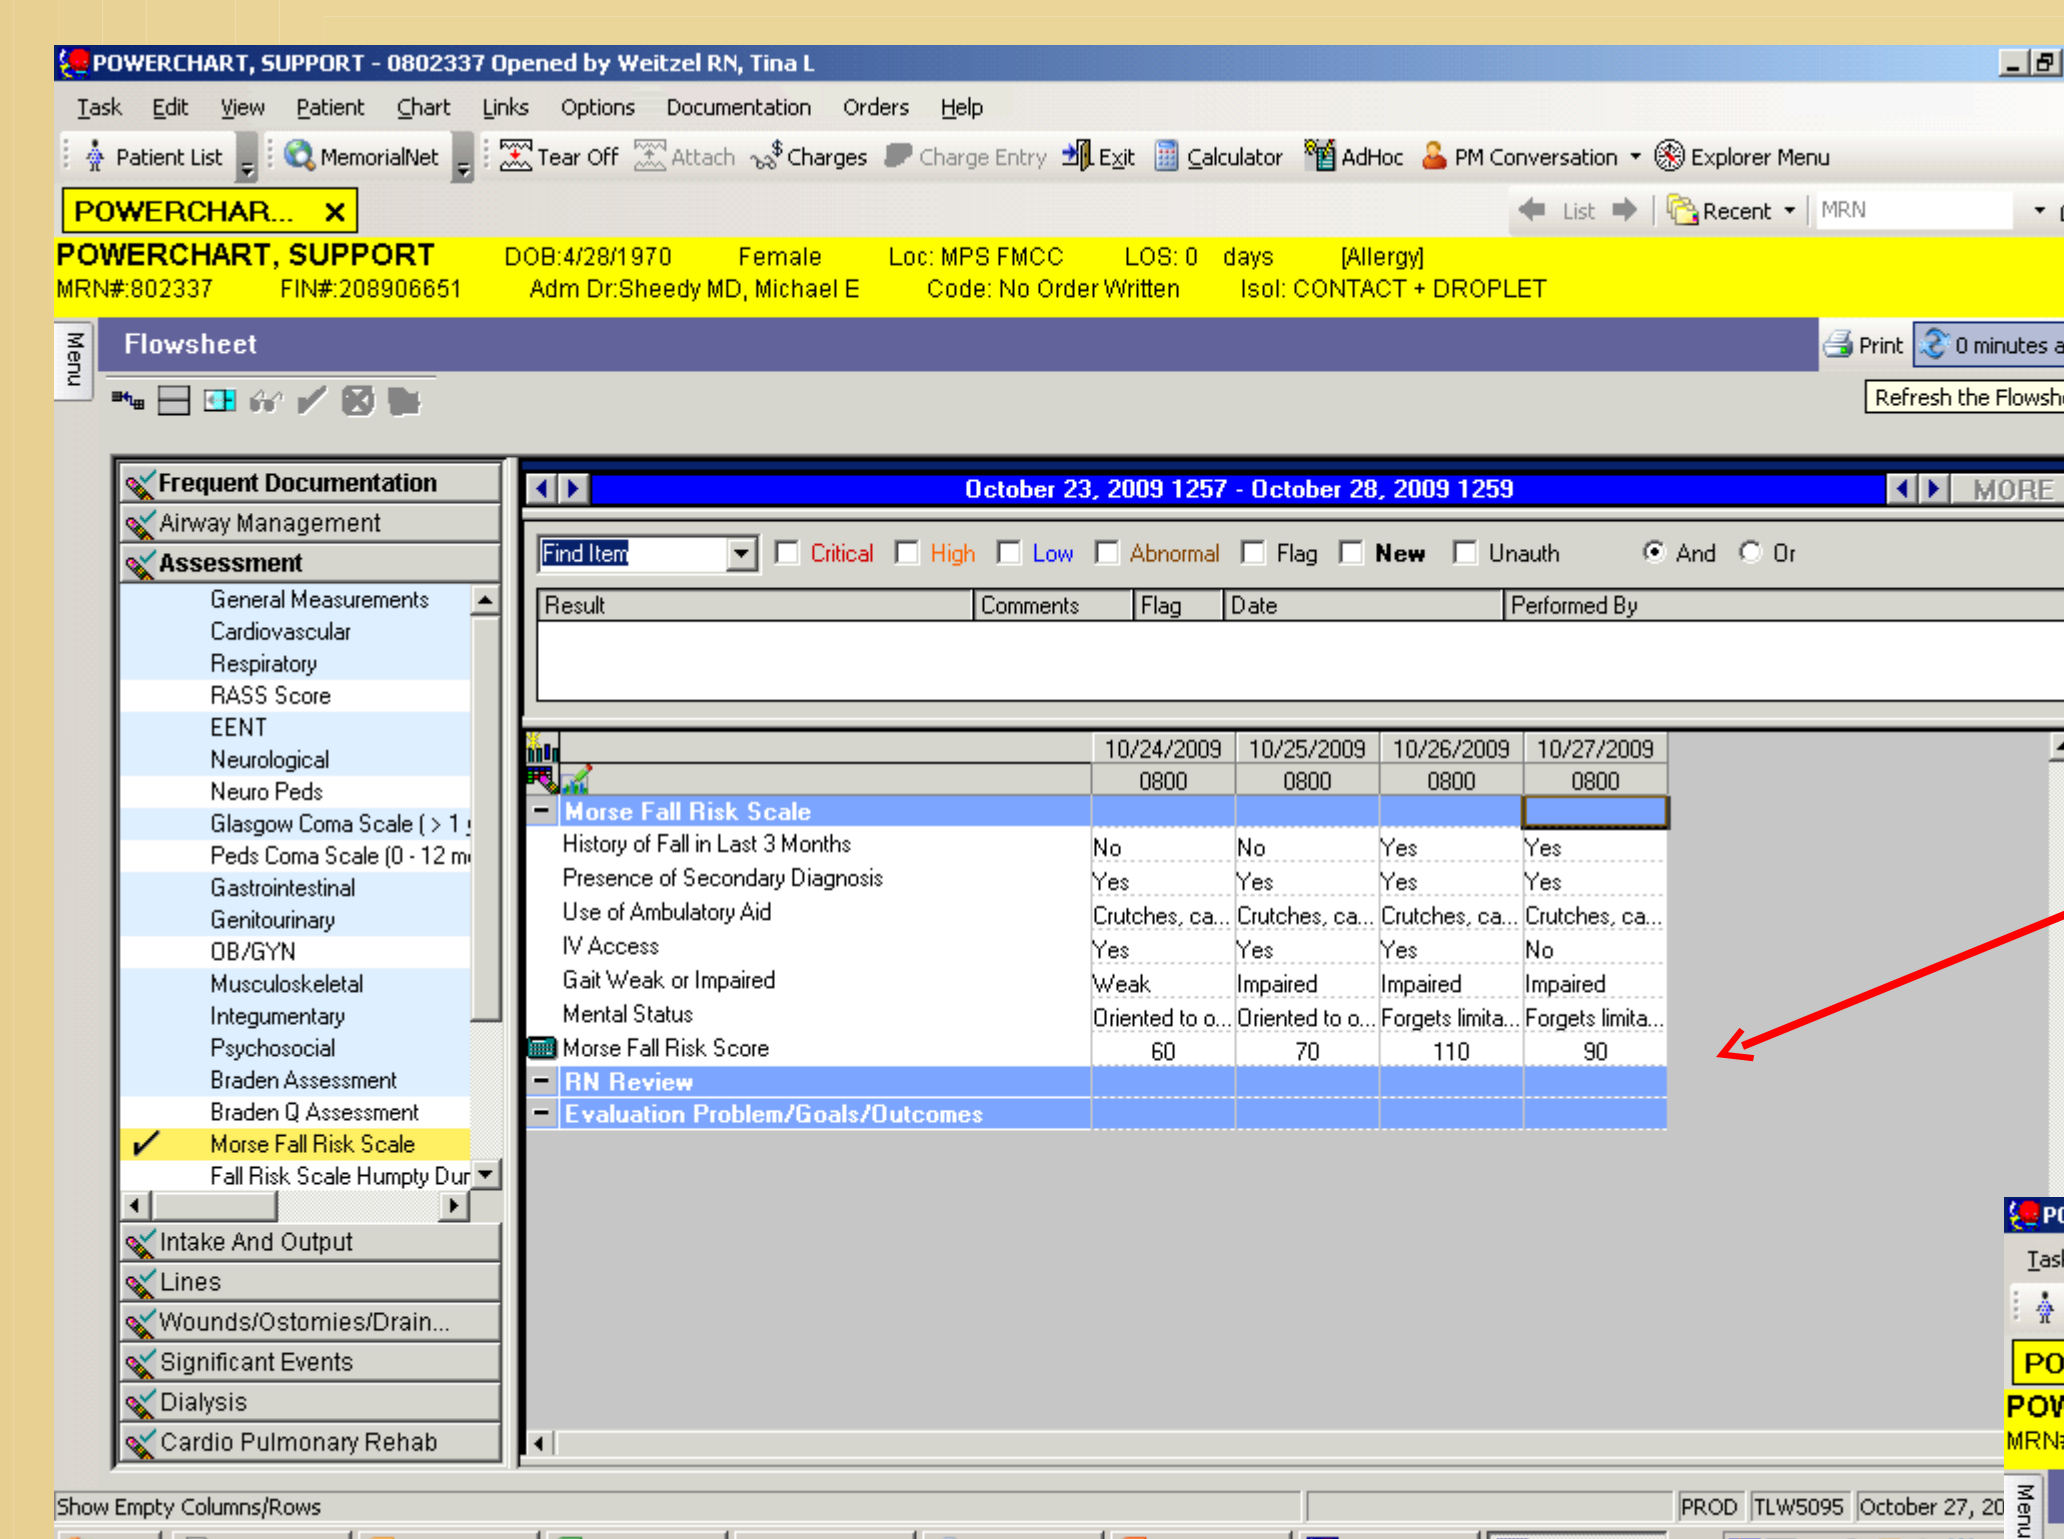 POWERCHART, SUPPORT - 0802337 Opened by Weitzel RN, Tina L
Task Edit View Patient Chart Links Options Documentation Orders Help
Patient List MemorialNet Tear Off Attach Charges Charge Entry Exit Calculator AdHoc PM Conversation Explorer Menu
POWERCHAR... x List Recent MRN
POWERCHART, SUPPORT DOB:4/28/1970 Female Loc: MPS FMCC LOS: 0 days [Allergy]
MRN#:802337 FIN#:208906651 Adm Dr:Sheedy MD, Michael E Code: No Order Written Isol: CONTACT + DROPLET
Menu
Flowsheet Print 0 minutes a
Refresh the Flowsh
Frequent Documentation
Airway Management
Assessment
General Measurements
Cardiovascular
Respiratory
RASS Score
EENT
Neurological
Neuro Peds
Glasgow Coma Scale ( > 1 y
Peds Coma Scale (0 - 12 m
Gastrointestinal
Genitourinary
OB/GYN
Musculoskeletal
Integumentary
Psychosocial
Braden Assessment
Braden Q Assessment
Morse Fall Risk Scale
Fall Risk Scale Humpty Dur
Intake And Output
Lines
Wounds/Ostomies/Drain...
Significant Events
Dialysis
Cardio Pulmonary Rehab
October 23, 2009 1257 - October 28, 2009 1259 MORE
Find Item Critical High Low Abnormal Flag New Unauth And Or
Result Comments Flag Date Performed By
10/24/2009 10/25/2009 10/26/2009 10/27/2009
0800 0800 0800 0800
Morse Fall Risk Scale
History of Fall in Last 3 Months No No Yes Yes
Presence of Secondary Diagnosis Yes Yes Yes Yes
Use of Ambulatory Aid Crutches, ca... Crutches, ca... Crutches, ca... Crutches, ca...
IV Access Yes Yes Yes No
Gait Weak or Impaired Weak Impaired Impaired Impaired
Mental Status Oriented to o... Oriented to o... Forgets limita... Forgets limita...
Morse Fall Risk Score 60 70 110 90
RN Review
Evaluation Problem/Goals/Outcomes
Show Empty Columns/Rows PROD TLW5095 October 27, 20
PO
Task
PO
POW
MRN#
Menu